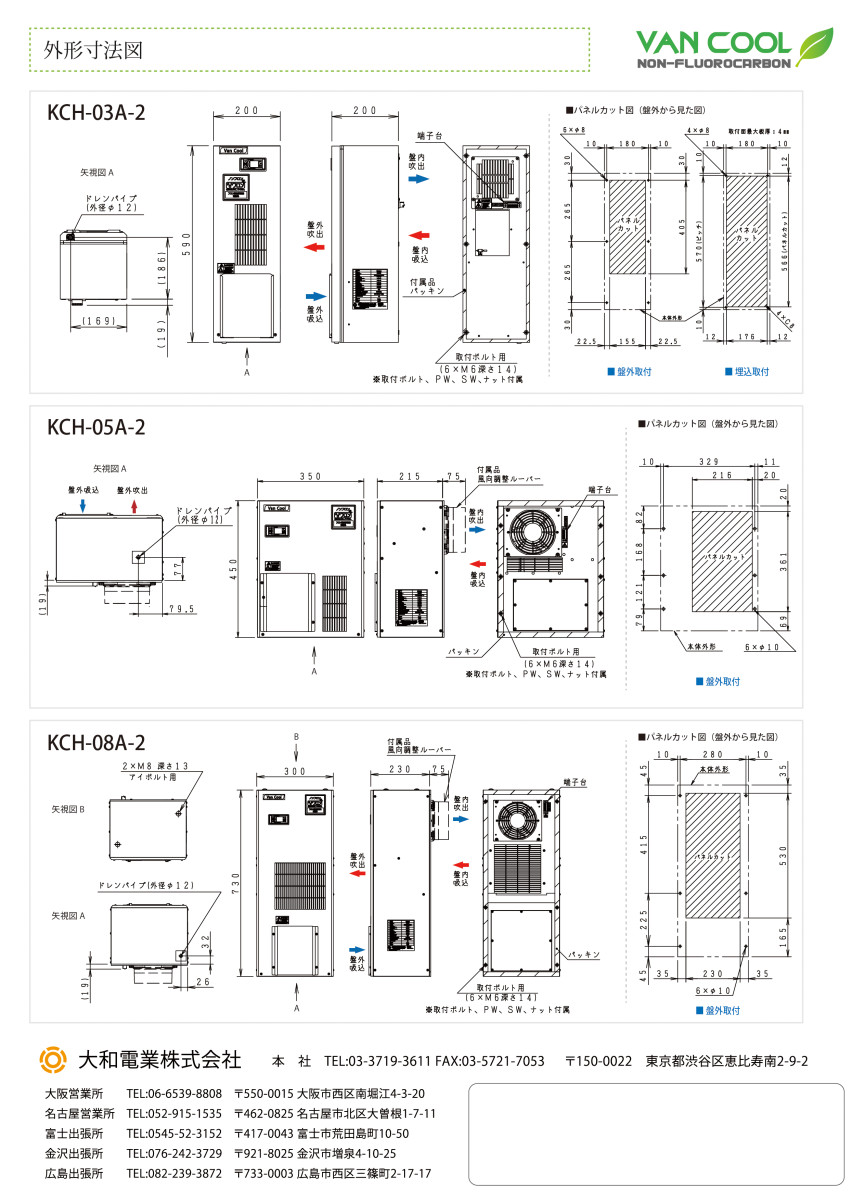 外形寸法図
VAN COOL
NON-FLUOROCARBON
KCH-03A-2
矢視図A
ドレンパイプ
(外径φ12)
(186)
(19)
(169)
200
590
Van Cool
A
200
盤外
吹出
盤外
吸込
端子台
盤内
吹出
盤内
吸込
付属品
パッキン
取付ボルト用
(6×M6深さ14)
※取付ボルト、PW、SW、ナット付属
■パネルカット図（盤外から見た図）
6×φ8
10 180 10
30
265
265
30
30
405
パネル
カット
22.5 155 22.5
本体外形
■盤外取付
4×φ8
取付面最大板厚：4mm
10 180 10
10
570(ピッチ)
10
12
566(パネルカット)
パネル
カット
4×C8
12 176 12
■埋込取付
KCH-05A-2
矢視図A
盤外吸込 盤外吹出
ドレンパイプ
(外径φ12)
77
(19)
79.5
350
450
Van Cool
A
215 75
付属品
風向調整ルーバー
盤内
吹出
盤内
吸込
端子台
パッキン
取付ボルト用
(6×M6深さ14)
※取付ボルト、PW、SW、ナット付属
■パネルカット図（盤外から見た図）
10 329 11
216 20
20
82
168
121
79
361
69
パネルカット
本体外形
6×φ10
■盤外取付
KCH-08A-2
2×M8 深さ13
アイボルト用
矢視図B
ドレンパイプ(外径φ12)
矢視図A
32
(19)
26
B
300
730
Van Cool
A
230 75
付属品
風向調整ルーバー
盤外
吹出
盤外
吸込
盤内
吹出
盤内
吸込
端子台
パッキン
取付ボルト用
(6×M6深さ14)
※取付ボルト、PW、SW、ナット付属
■パネルカット図（盤外から見た図）
10 280 10
本体外形
45
415
225
45
35
530
165
パネルカット
35 230 35
6×φ10
■盤外取付
大和電業株式会社 本　社 TEL:03-3719-3611 FAX:03-5721-7053 〒150-0022 東京都渋谷区恵比寿南2-9-2
大阪営業所 TEL:06-6539-8808 〒550-0015 大阪市西区南堀江4-3-20
名古屋営業所 TEL:052-915-1535 〒462-0825 名古屋市北区大曽根1-7-11
富士出張所 TEL:0545-52-3152 〒417-0043 富士市荒田島町10-50
金沢出張所 TEL:076-242-3729 〒921-8025 金沢市増泉4-10-25
広島出張所 TEL:082-239-3872 〒733-0003 広島市西区三篠町2-17-17